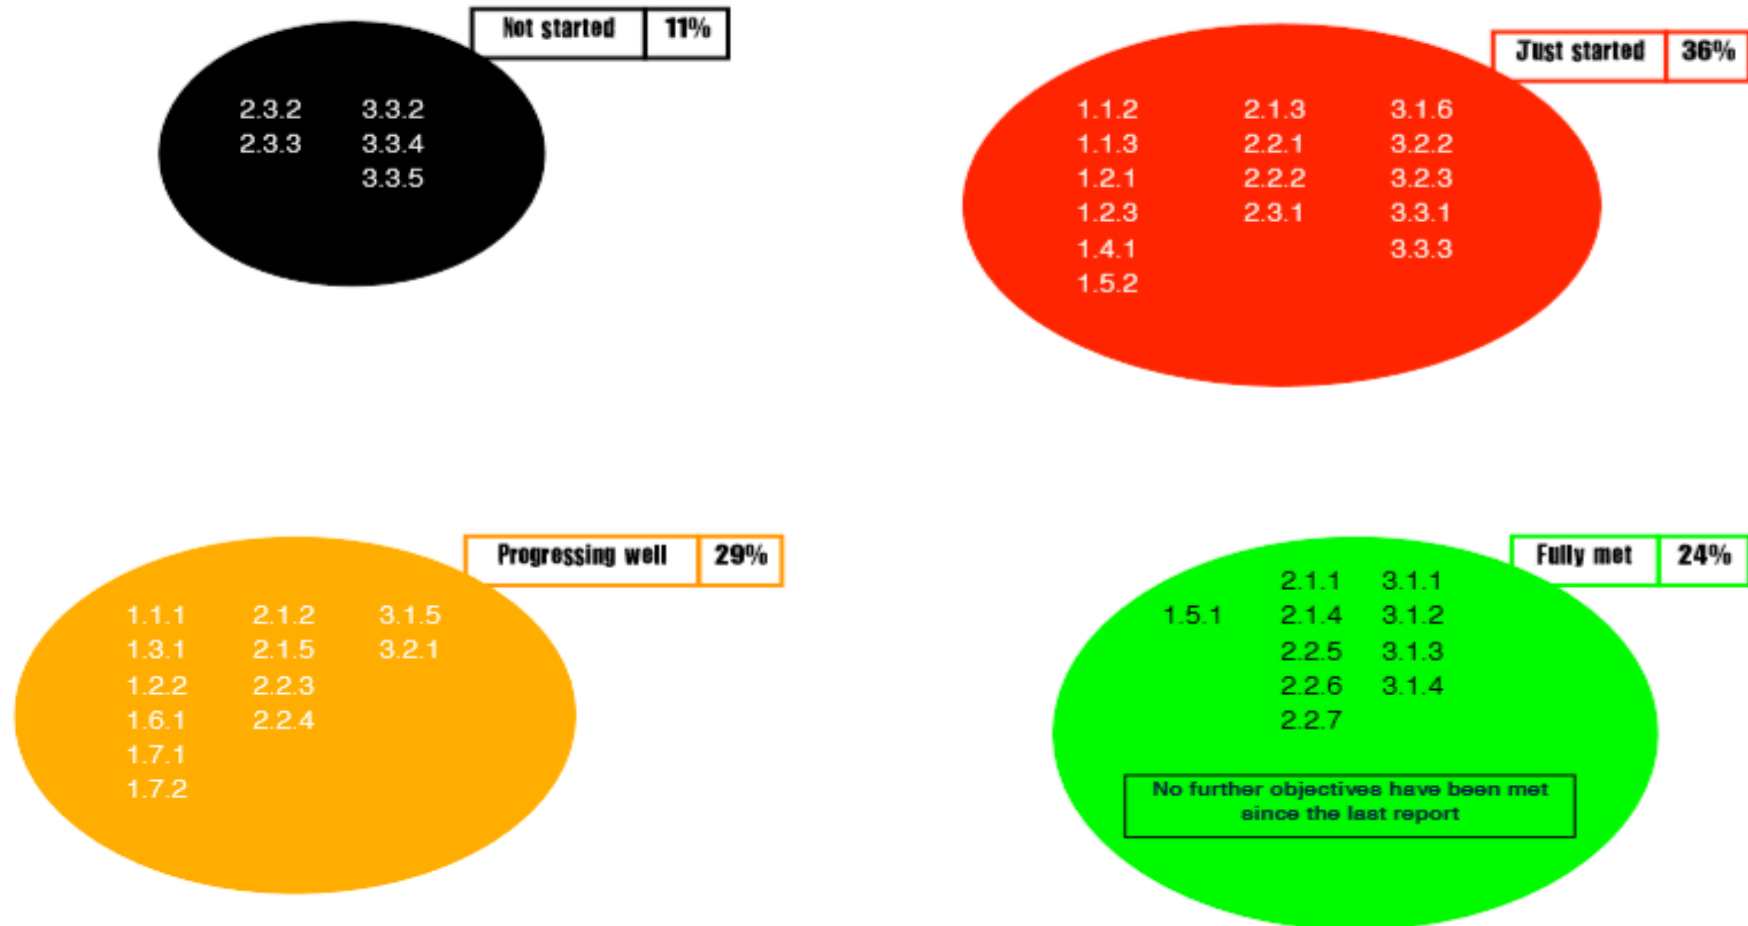 Not started 11%
2.3.2 3.3.2
2.3.3 3.3.4
3.3.5
Just started 36%
1.1.2 2.1.3 3.1.6
1.1.3 2.2.1 3.2.2
1.2.1 2.2.2 3.2.3
1.2.3 2.3.1 3.3.1
1.4.1 3.3.3
1.5.2
Progressing well 29%
1.1.1 2.1.2 3.1.5
1.3.1 2.1.5 3.2.1
1.2.2 2.2.3
1.6.1 2.2.4
1.7.1
1.7.2
Fully met 24%
2.1.1 3.1.1
1.5.1 2.1.4 3.1.2
2.2.5 3.1.3
2.2.6 3.1.4
2.2.7
No further objectives have been met
since the last report